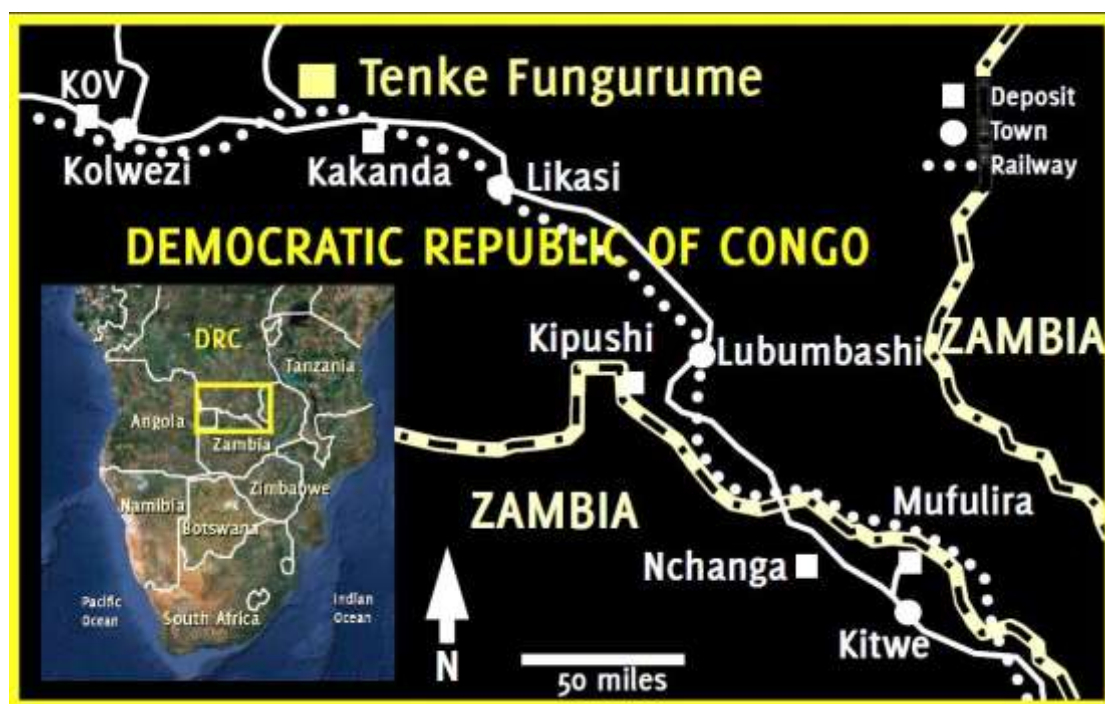 KOV
Tenke Fungurume
Deposit
Town
Railway
Kolwezi
Kakanda
Likasi
DEMOCRATIC REPUBLIC OF CONGO
DRC
Tanzania
Angola
Zambia
Zimbabwe
Namibia
Botswana
South Africa
Pacific
Ocean
Indian
Ocean
Kipushi
Lubumbashi
ZAMBIA
ZAMBIA
Mufulira
Nchanga
Kitwe
N
50 miles